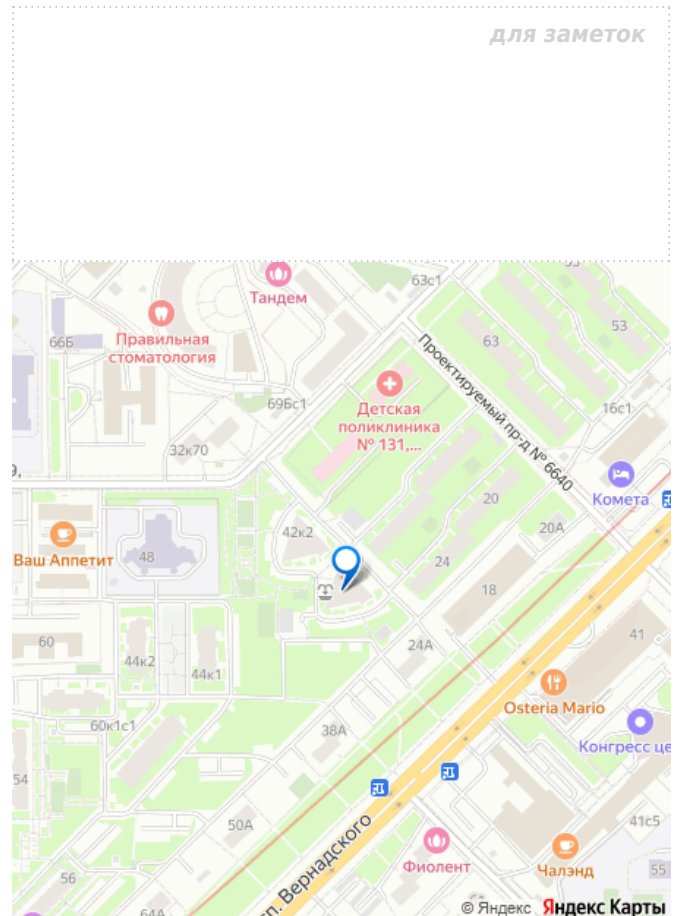 для заметок
63с1
Тандем
53
66Б
Правильная
стоматология
63
Проектируемый пр-д № 6640
69Бс1
Детская
поликлиника
№ 131,...
16с1
32к70
9,
Комета
20
42к2
20А
Ваш Аппетит
48
24
18
60
24А
41
44к2
44к1
Osteria Mario
60к1с1
38А
Конгресс це
54
50А
41с5
пр. Вернадского
Фиолент
Чалэнд
55
56
64А
© Яндекс Яндекс Карты